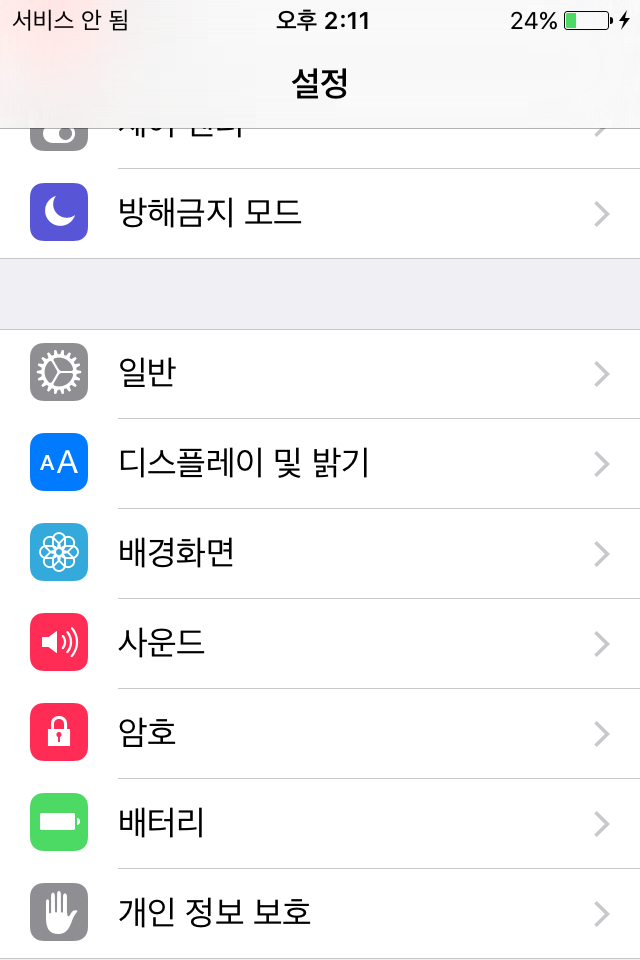 서비스 안 됨 오후 2:11 24%
설정
방해금지 모드
일반
AA 디스플레이 및 밝기
배경화면
사운드
암호
배터리
개인 정보 보호